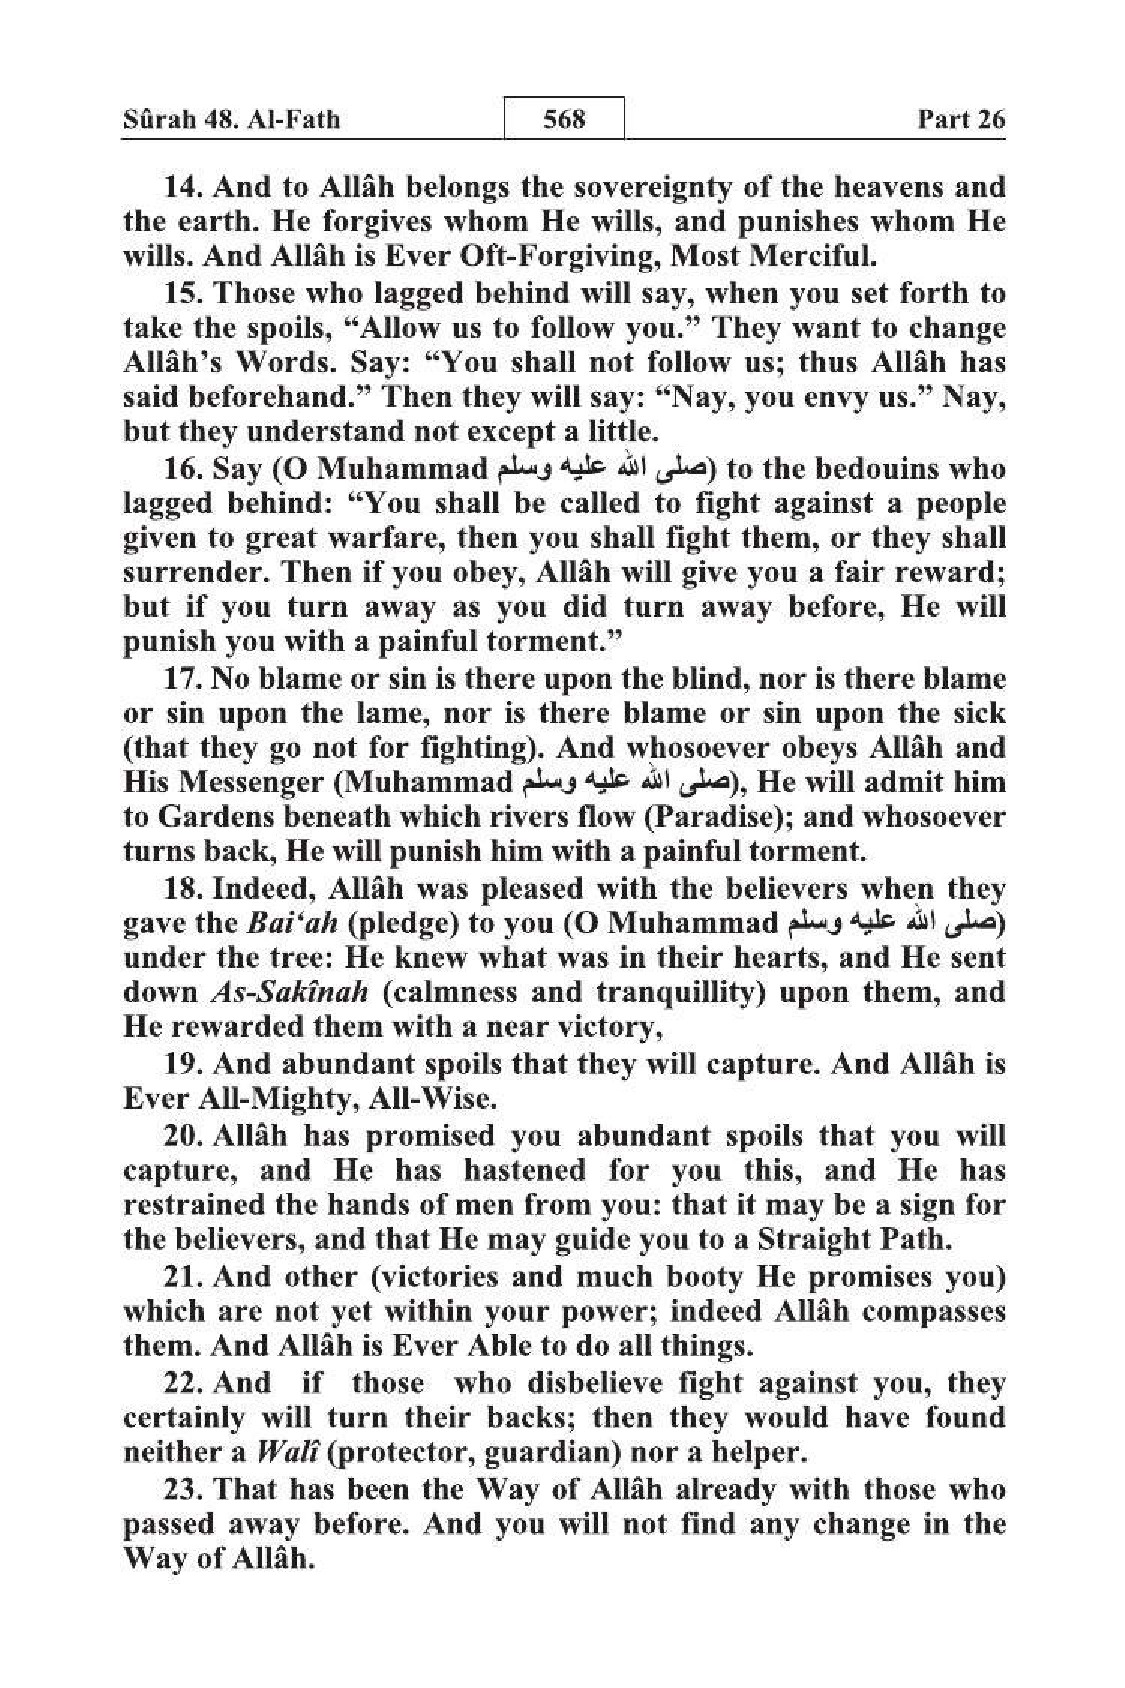 Sûrah 48. Al-Fath 568 Part 26
14. And to Allâh belongs the sovereignty of the heavens and
the earth. He forgives whom He wills, and punishes whom He
wills. And Allâh is Ever Oft-Forgiving, Most Merciful.
15. Those who lagged behind will say, when you set forth to
take the spoils, “Allow us to follow you.” They want to change
Allâh’s Words. Say: “You shall not follow us; thus Allâh has
said beforehand.” Then they will say: “Nay, you envy us.” Nay,
but they understand not except a little.
16. Say (O Muhammad صلى الله عليه وسلم) to the bedouins who
lagged behind: “You shall be called to fight against a people
given to great warfare, then you shall fight them, or they shall
surrender. Then if you obey, Allâh will give you a fair reward;
but if you turn away as you did turn away before, He will
punish you with a painful torment.”
17. No blame or sin is there upon the blind, nor is there blame
or sin upon the lame, nor is there blame or sin upon the sick
(that they go not for fighting). And whosoever obeys Allâh and
His Messenger (Muhammad صلى الله عليه وسلم), He will admit him
to Gardens beneath which rivers flow (Paradise); and whosoever
turns back, He will punish him with a painful torment.
18. Indeed, Allâh was pleased with the believers when they
gave the Bai‘ah (pledge) to you (O Muhammad صلى الله عليه وسلم)
under the tree: He knew what was in their hearts, and He sent
down As-Sakînah (calmness and tranquillity) upon them, and
He rewarded them with a near victory,
19. And abundant spoils that they will capture. And Allâh is
Ever All-Mighty, All-Wise.
20. Allâh has promised you abundant spoils that you will
capture, and He has hastened for you this, and He has
restrained the hands of men from you: that it may be a sign for
the believers, and that He may guide you to a Straight Path.
21. And other (victories and much booty He promises you)
which are not yet within your power; indeed Allâh compasses
them. And Allâh is Ever Able to do all things.
22. And if those who disbelieve fight against you, they
certainly will turn their backs; then they would have found
neither a Walî (protector, guardian) nor a helper.
23. That has been the Way of Allâh already with those who
passed away before. And you will not find any change in the
Way of Allâh.